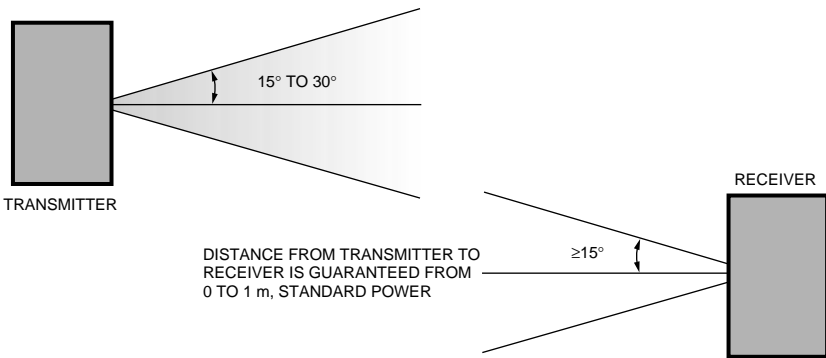 15° TO 30°
TRANSMITTER
RECEIVER
≥15°
DISTANCE FROM TRANSMITTER TO
RECEIVER IS GUARANTEED FROM
0 TO 1 m, STANDARD POWER